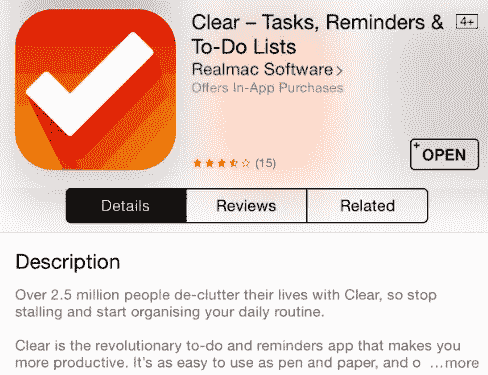 Clear – Tasks, Reminders & 4+
To-Do Lists
Realmac Software >
Offers In-App Purchases
(15)
+ OPEN
Details Reviews Related
Description
Over 2.5 million people de-clutter their lives with Clear, so stop
stalling and start organising your daily routine.
Clear is the revolutionary to-do and reminders app that makes you
more productive. It's as easy to use as pen and paper, and o ...more